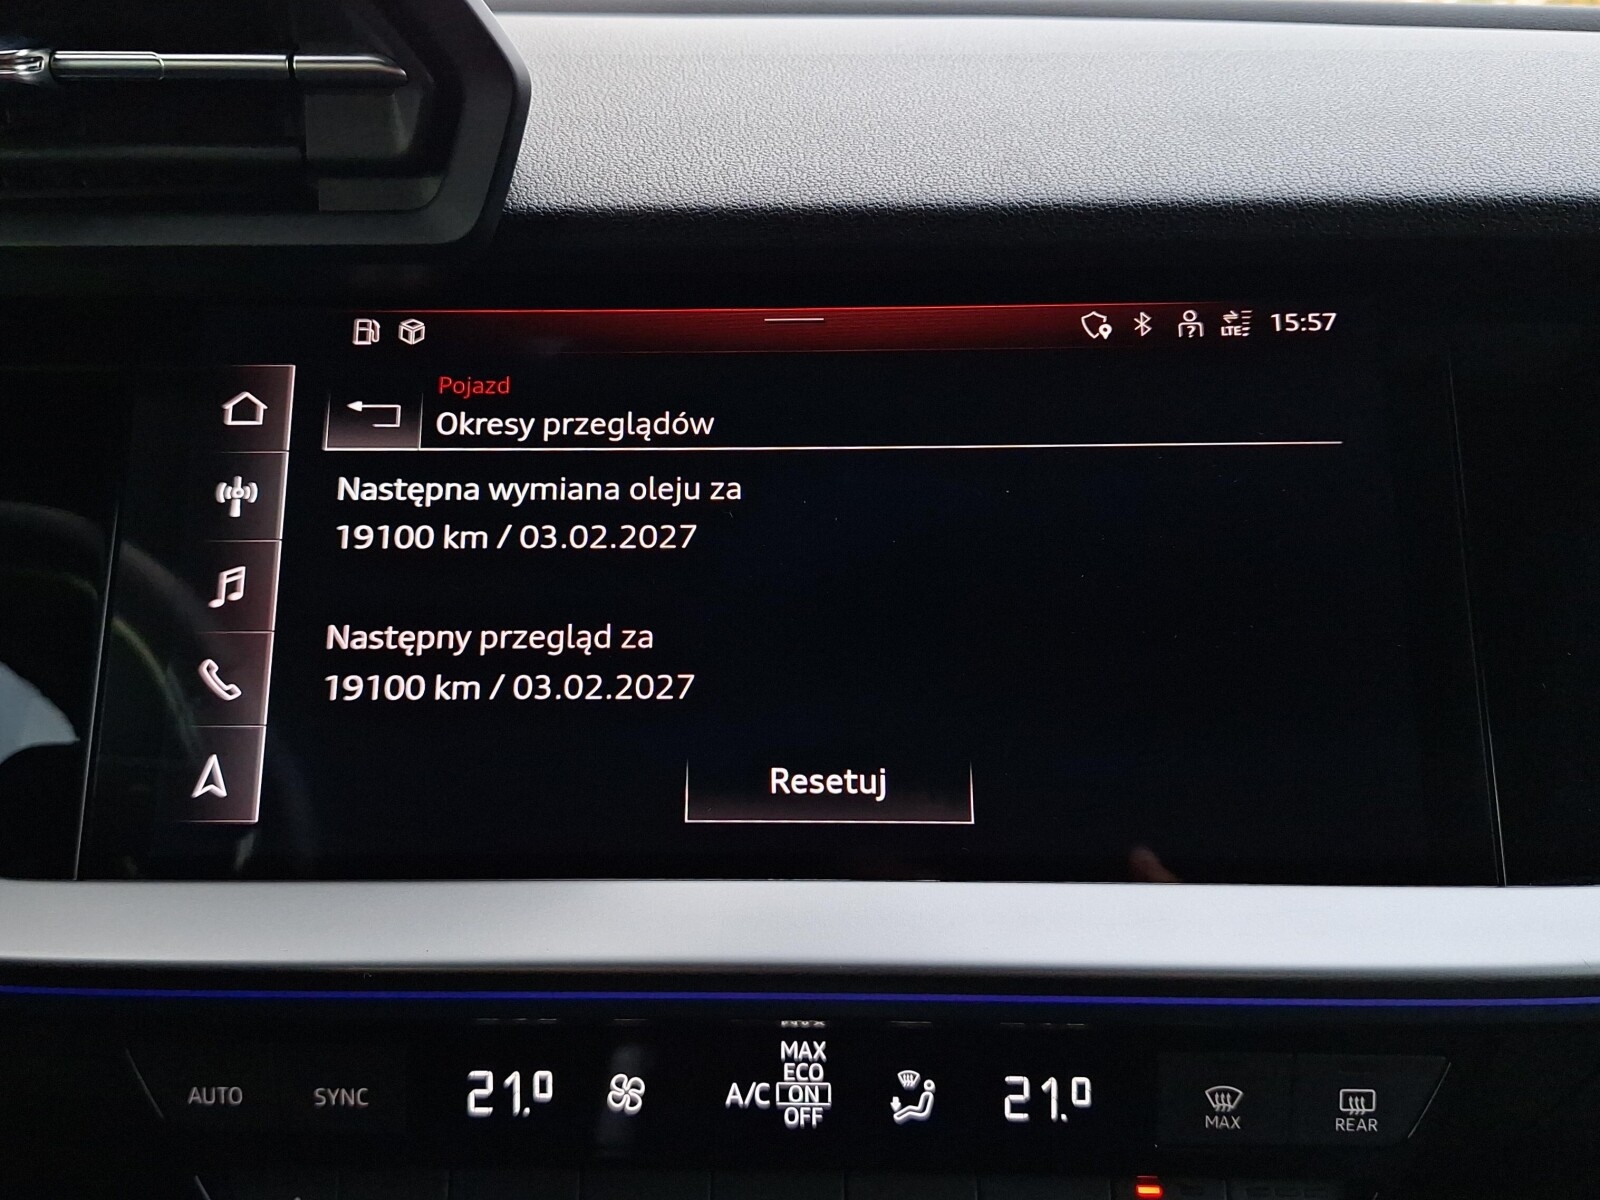 LTE 15:57
Pojazd
Okresy przeglądów
Następna wymiana oleju za
19100 km / 03.02.2027
Następny przegląd za
19100 km / 03.02.2027
Resetuj
AUTO SYNC 21.0 A/C MAX ECO ON OFF 21.0 MAX REAR